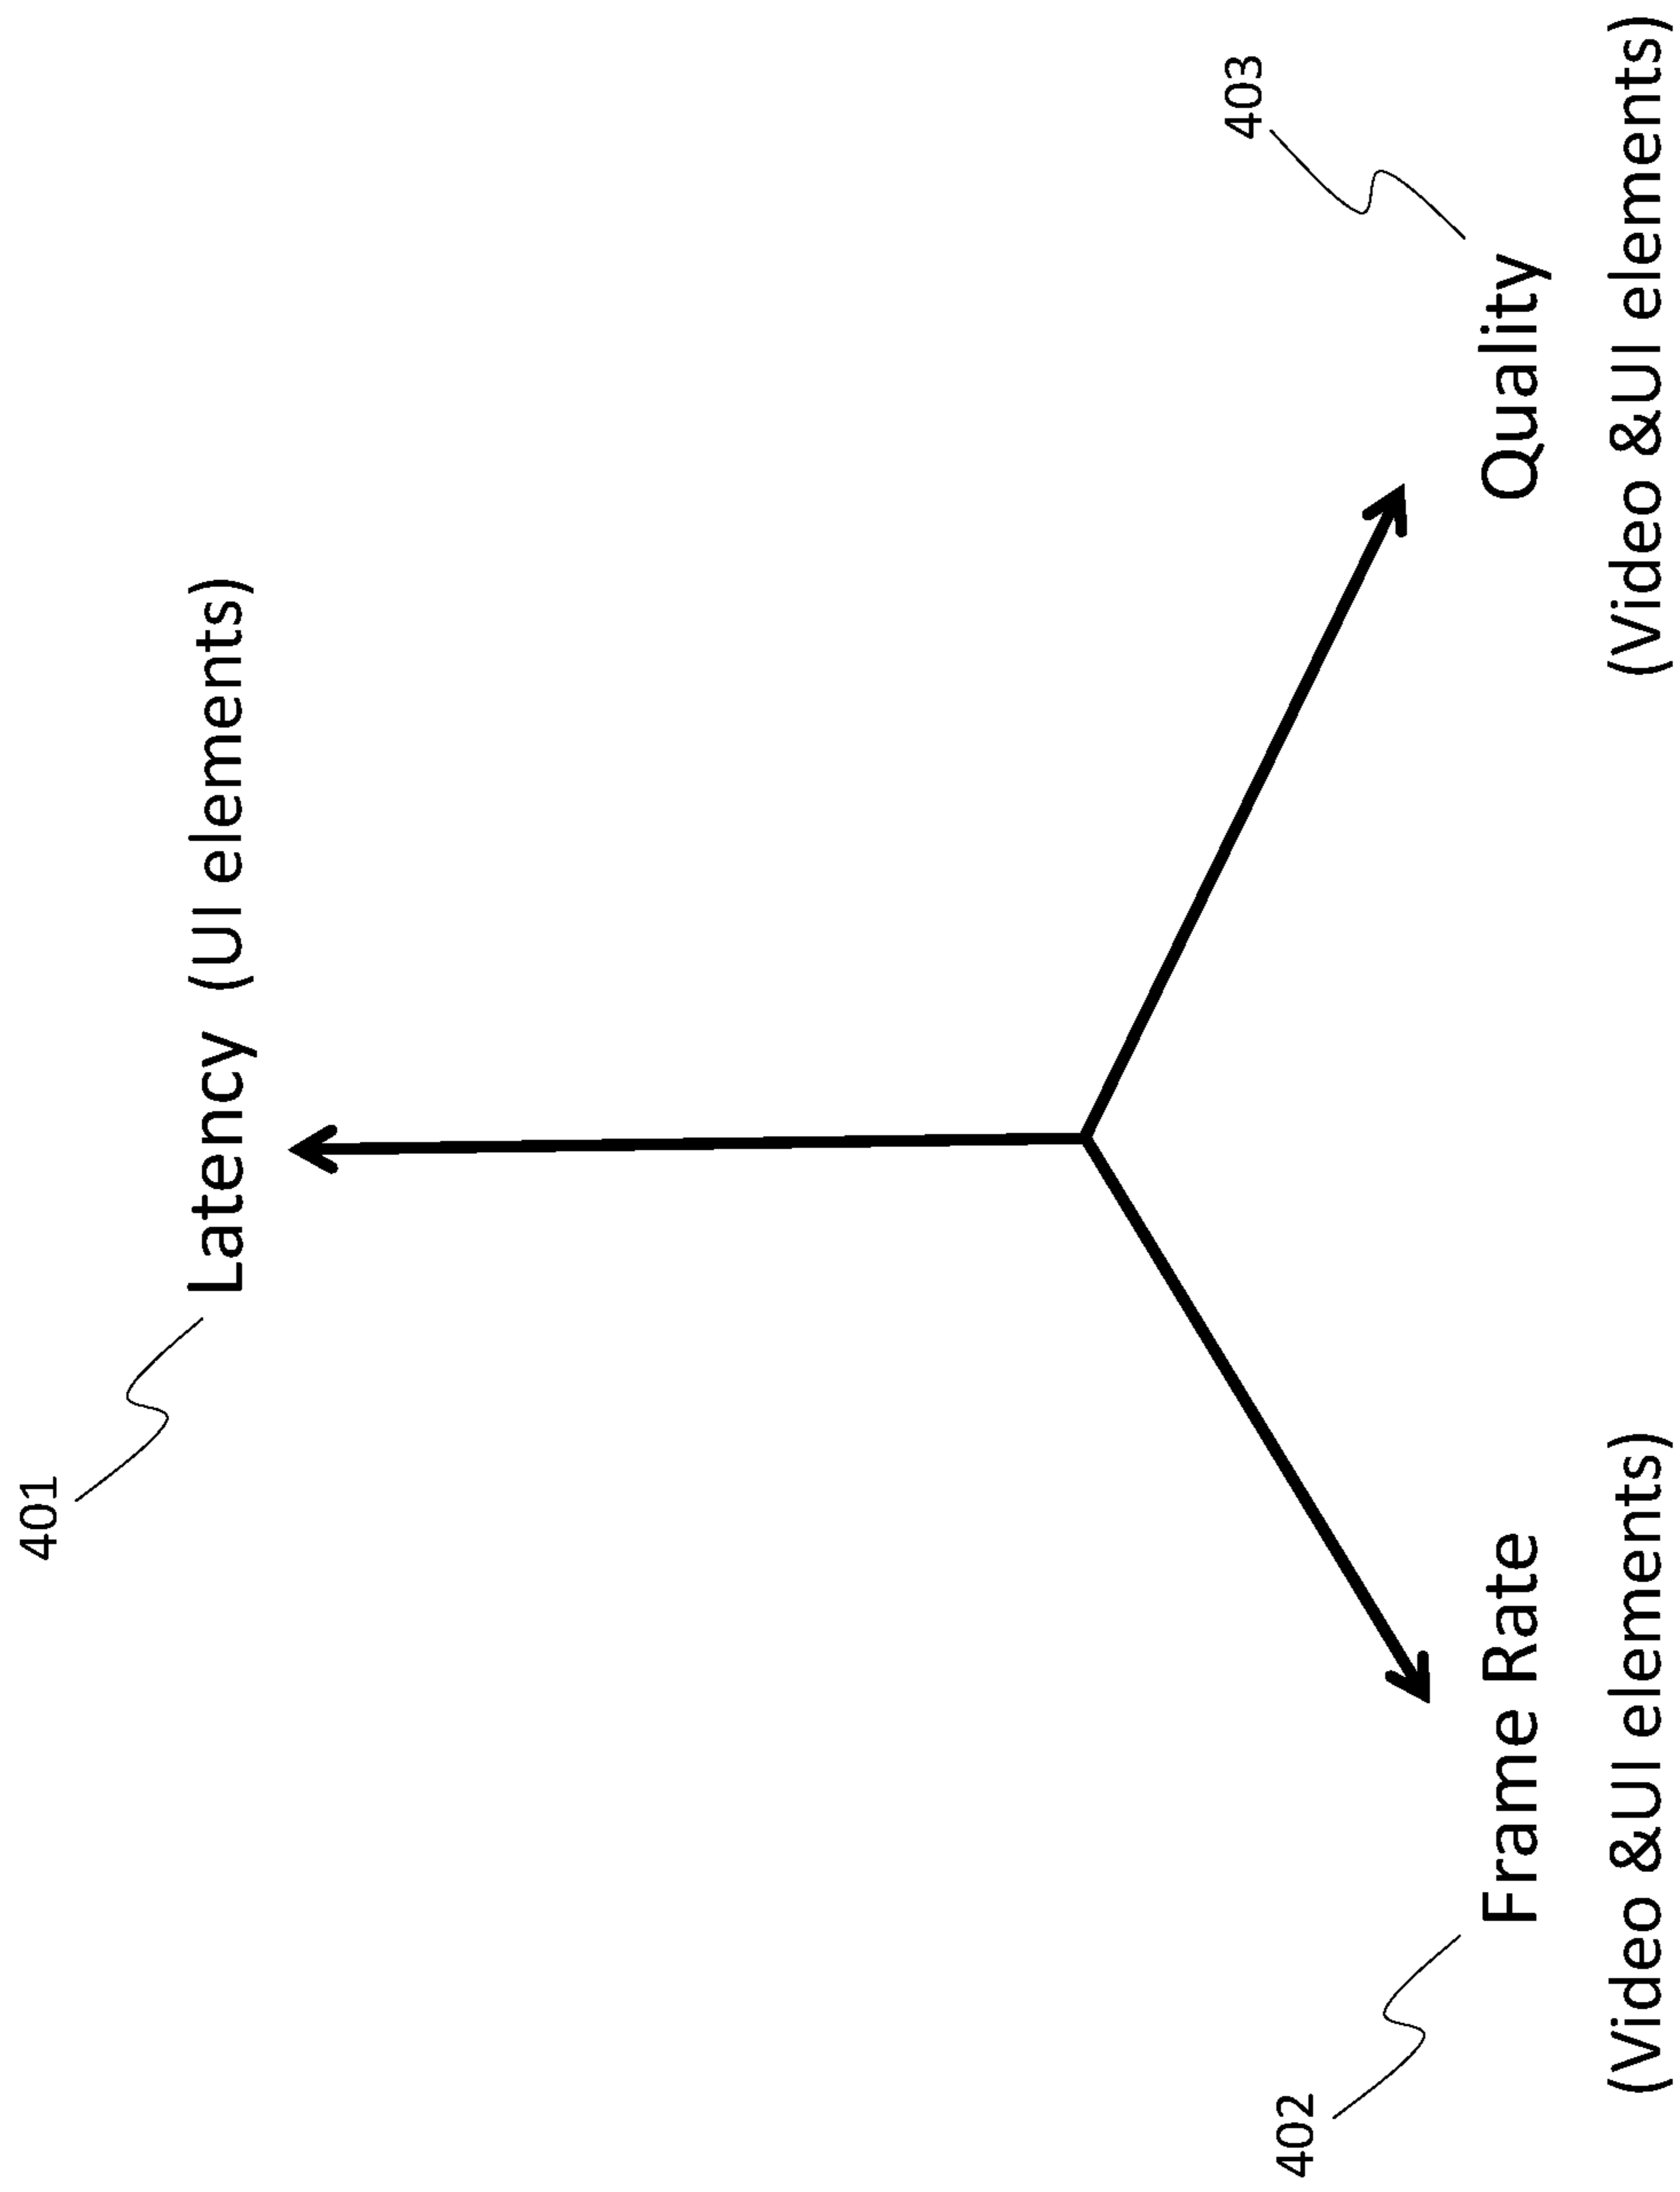 401
Latency (UI elements)
403
402
Frame Rate
(Video &UI elements)
Quality
(Video &UI elements)